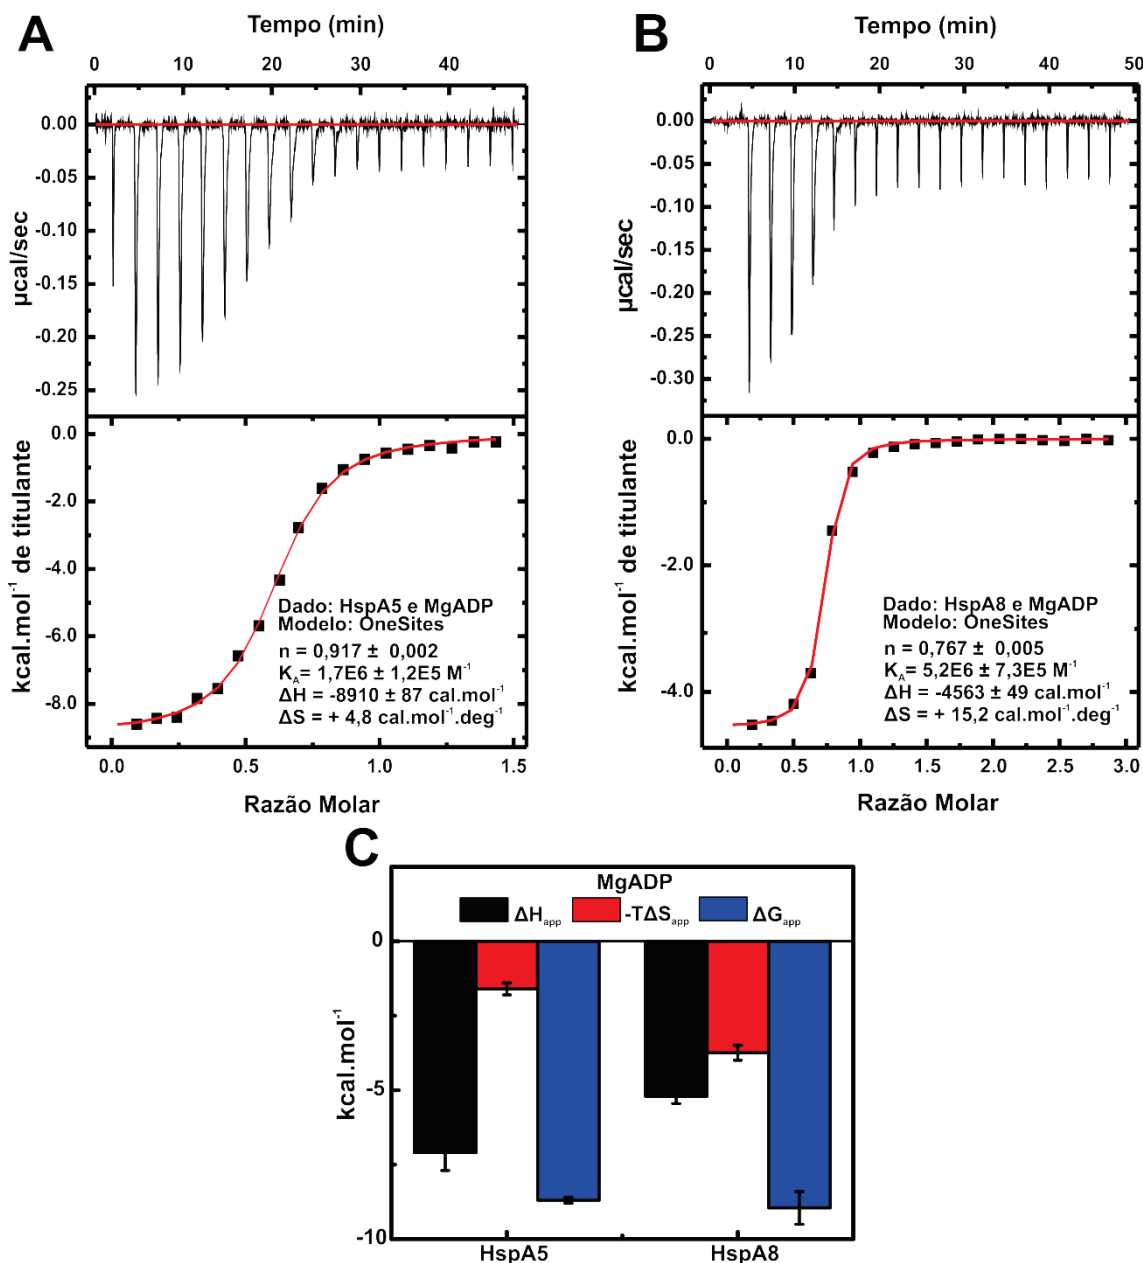 A
Tempo (min)
0 10 20 30 40
0.00
-0.05
-0.10
-0.15
-0.20
-0.25
µcal/sec
0.0
-2.0
-4.0
-6.0
-8.0
kcal.mol⁻¹ de titulante
Dado: HspA5 e MgADP
Modelo: OneSites
n = 0,917 ± 0,002
K_A= 1,7E6 ± 1,2E5 M⁻¹
ΔH = -8910 ± 87 cal.mol⁻¹
ΔS = + 4,8 cal.mol⁻¹.deg⁻¹
0.0 0.5 1.0 1.5
Razão Molar
B
Tempo (min)
0 10 20 30 40 50
0.00
-0.05
-0.10
-0.15
-0.20
-0.25
-0.30
µcal/sec
0.0
-2.0
-4.0
kcal.mol⁻¹ de titulante
Dado: HspA8 e MgADP
Modelo: OneSites
n = 0,767 ± 0,005
K_A= 5,2E6 ± 7,3E5 M⁻¹
ΔH = -4563 ± 49 cal.mol⁻¹
ΔS = + 15,2 cal.mol⁻¹.deg⁻¹
0.0 0.5 1.0 1.5 2.0 2.5 3.0
Razão Molar
C
MgADP
ΔH_app -TΔS_app ΔG_app
0
-5
-10
kcal.mol⁻¹
HspA5 HspA8